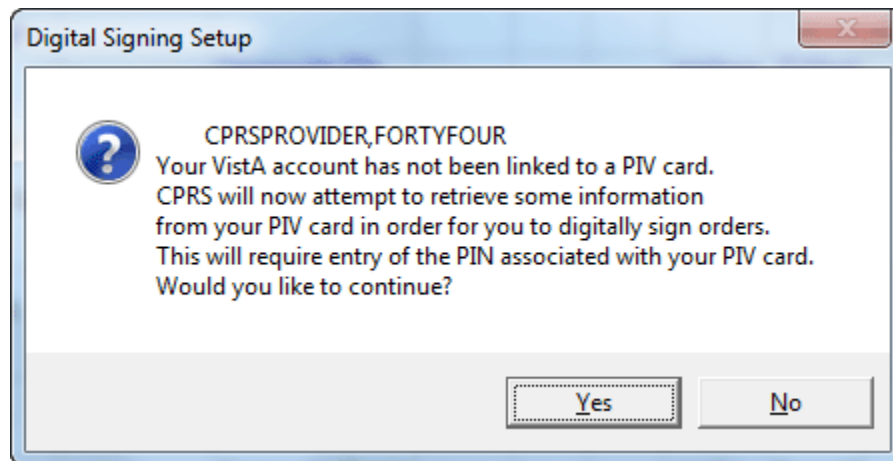 Digital Signing Setup
CPRSPROVIDER,FORTYFOUR
Your VistA account has not been linked to a PIV card.
CPRS will now attempt to retrieve some information
from your PIV card in order for you to digitally sign orders.
This will require entry of the PIN associated with your PIV card.
Would you like to continue?
Yes
No